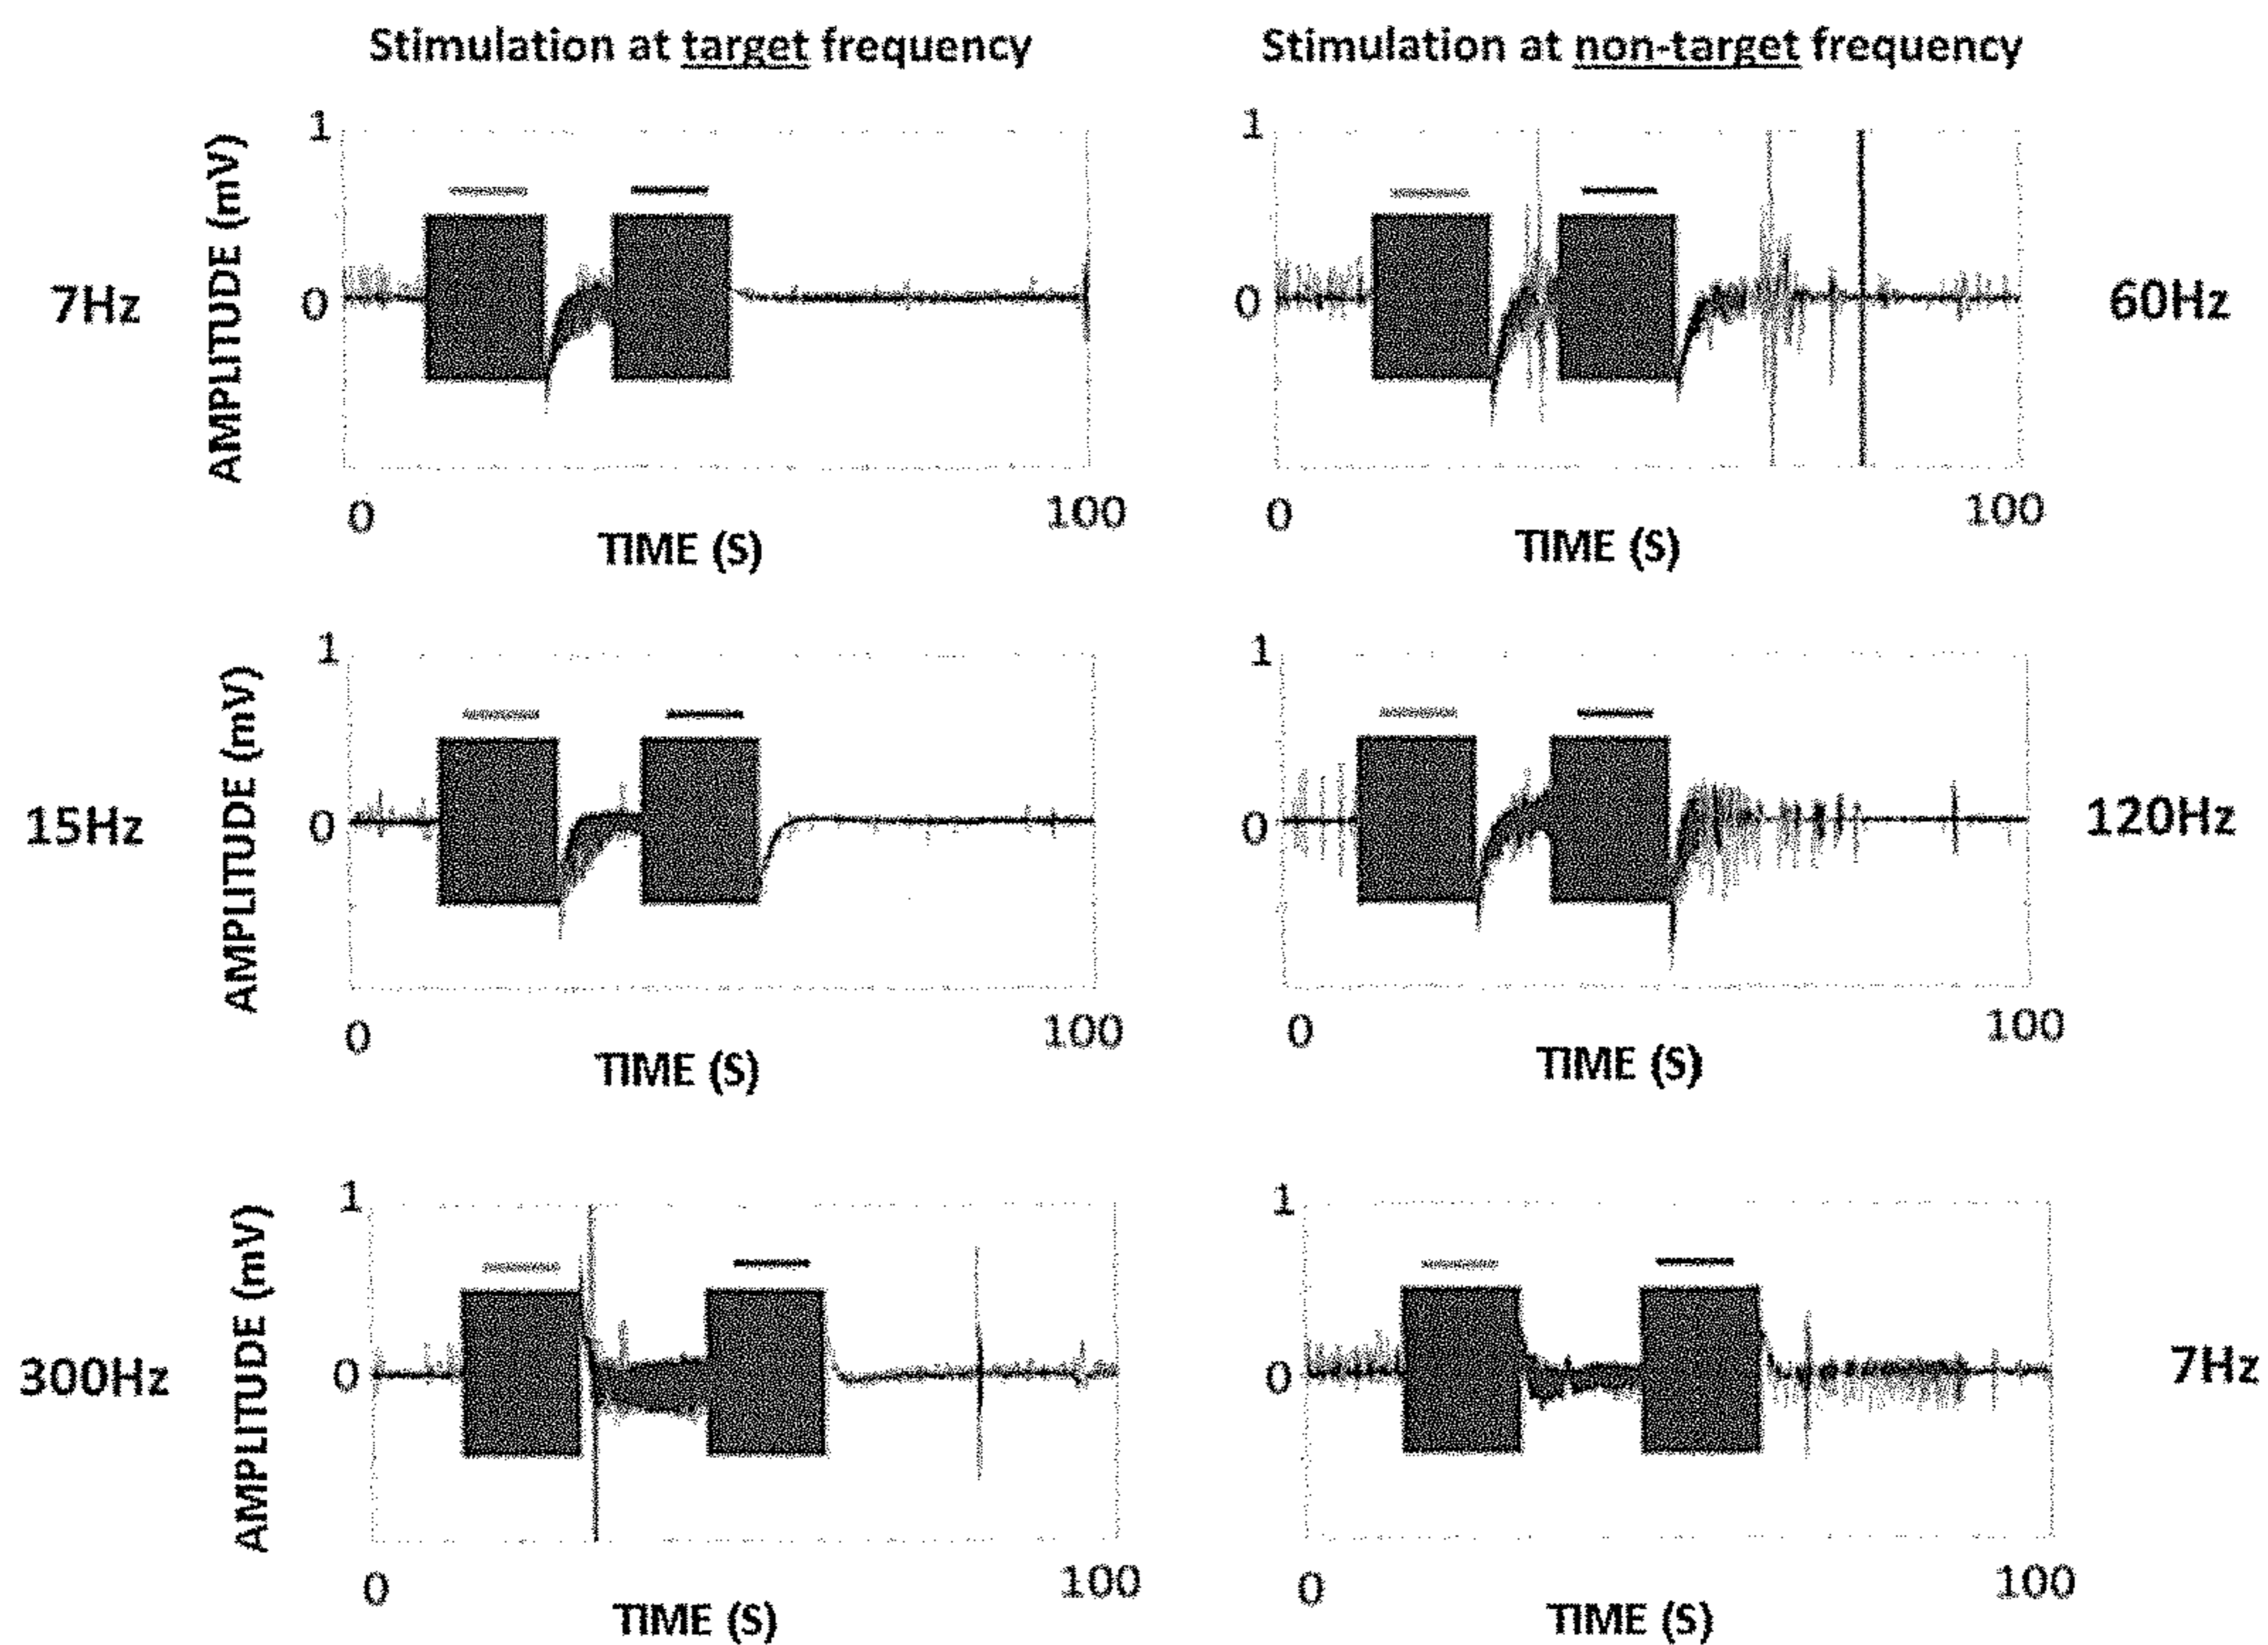 Stimulation at target frequency
Stimulation at non-target frequency
7Hz
AMPLITUDE (mV)
1
0
0
100
TIME (S)
1
0
0
100
TIME (S)
60Hz
15Hz
AMPLITUDE (mV)
1
0
0
100
TIME (S)
1
0
0
100
TIME (S)
120Hz
300Hz
AMPLITUDE (mV)
1
0
0
100
TIME (S)
1
0
0
100
TIME (S)
7Hz